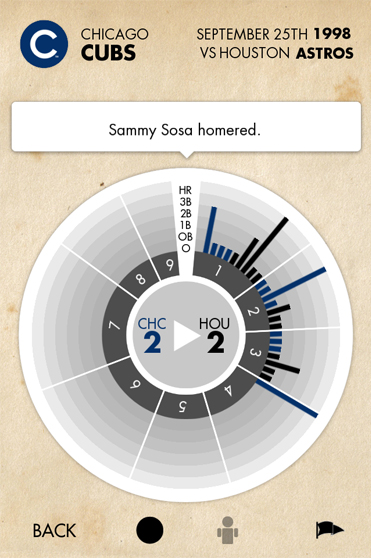 C
CHICAGO
CUBS
SEPTEMBER 25TH 1998
VS HOUSTON ASTROS
Sammy Sosa homered.
HR
3B
2B
1B
OB
O
1
2
3
4
5
6
7
8
9
CHC
2
HOU
2
BACK